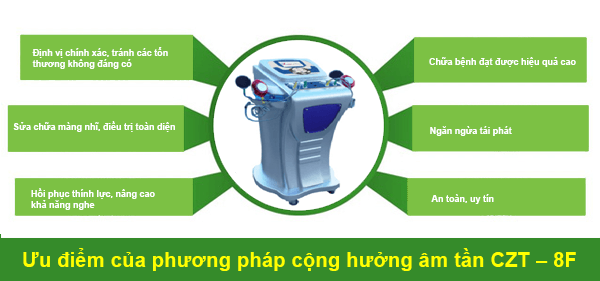 Định vị chính xác, tránh các tổn
thương không đáng có
Sửa chữa màng nhĩ, điều trị toàn diện
Hồi phục thính lực, nâng cao
khả năng nghe
Chữa bệnh đạt được hiệu quả cao
Ngăn ngừa tái phát
An toàn, uy tín
Ưu điểm của phương pháp cộng hưởng âm tần CZT – 8F